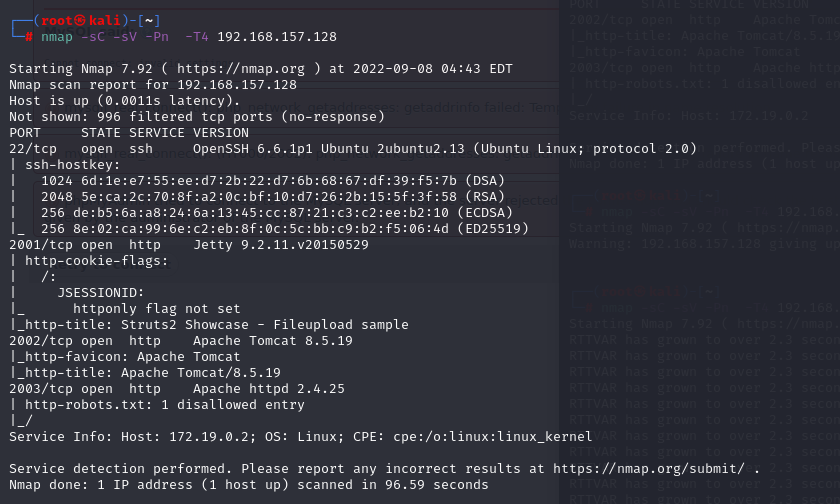 ┌──(root㉿kali)-[~]
└─# nmap -sC -sV -Pn  -T4 192.168.157.128

Starting Nmap 7.92 ( https://nmap.org ) at 2022-09-08 04:43 EDT
Nmap scan report for 192.168.157.128
Host is up (0.0011s latency).
Not shown: 996 filtered tcp ports (no-response)
PORT     STATE SERVICE VERSION
22/tcp   open  ssh     OpenSSH 6.6.1p1 Ubuntu 2ubuntu2.13 (Ubuntu Linux; protocol 2.0)
| ssh-hostkey:
|   1024 6d:1e:e7:55:ee:d7:2b:22:d7:6b:68:67:df:39:f5:7b (DSA)
|   2048 5e:ca:2c:70:8f:a2:0c:bf:10:d7:26:2b:15:5f:3f:58 (RSA)
|   256 de:b5:6a:a8:24:6a:13:45:cc:87:21:c3:c2:ee:b2:10 (ECDSA)
|_  256 8e:02:ca:99:6e:c2:eb:8f:0c:5c:bb:c9:b2:f5:06:4d (ED25519)
2001/tcp open  http    Jetty 9.2.11.v20150529
| http-cookie-flags:
|   /:
|     JSESSIONID:
|_      httponly flag not set
|_http-title: Struts2 Showcase - Fileupload sample
2002/tcp open  http    Apache Tomcat 8.5.19
|_http-favicon: Apache Tomcat
|_http-title: Apache Tomcat/8.5.19
2003/tcp open  http    Apache httpd 2.4.25
| http-robots.txt: 1 disallowed entry
|_/
Service Info: Host: 172.19.0.2; OS: Linux; CPE: cpe:/o:linux:linux_kernel

Service detection performed. Please report any incorrect results at https://nmap.org/submit/ .
Nmap done: 1 IP address (1 host up) scanned in 96.59 seconds